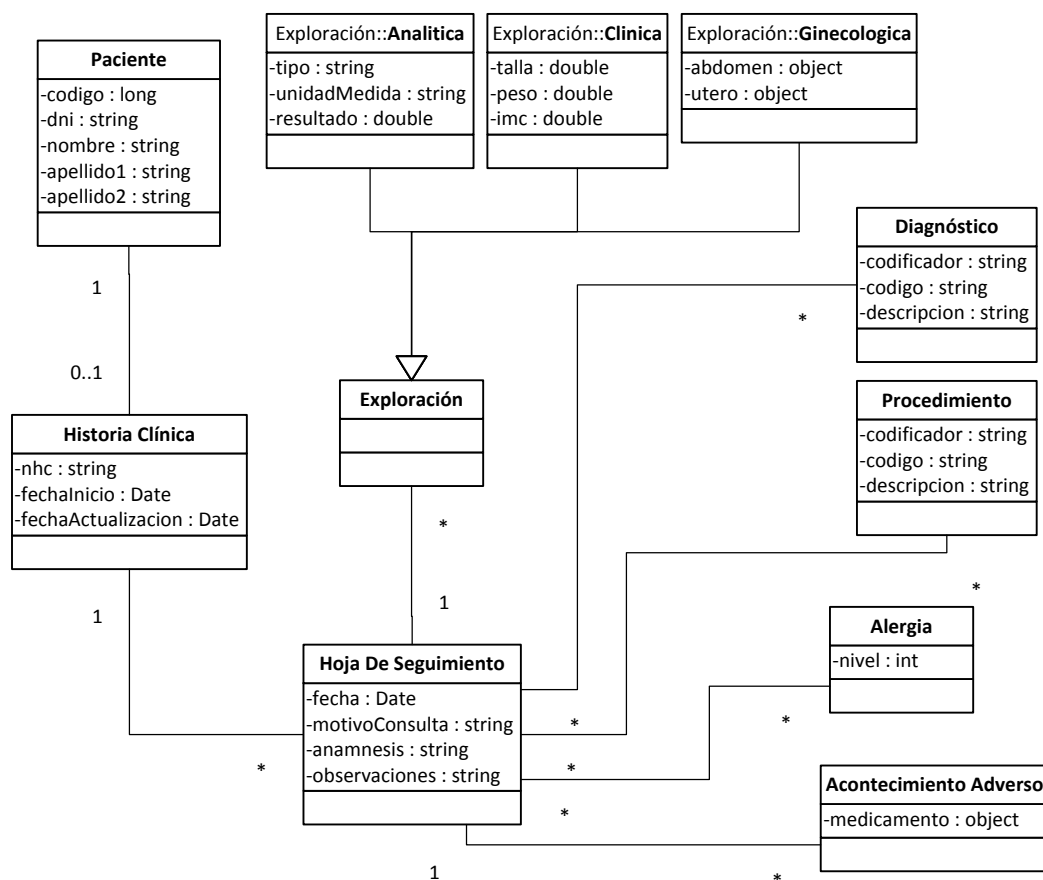 Paciente
-codigo : long
-dni : string
-nombre : string
-apellido1 : string
-apellido2 : string
Exploración::Analitica
-tipo : string
-unidadMedida : string
-resultado : double
Exploración::Clinica
-talla : double
-peso : double
-imc : double
Exploración::Ginecologica
-abdomen : object
-utero : object
Diagnóstico
-codificador : string
-codigo : string
-descripcion : string
1
*
0..1
Exploración
Procedimiento
-codificador : string
-codigo : string
-descripcion : string
Historia Clínica
-nhc : string
-fechaInicio : Date
-fechaActualizacion : Date
*
*
1
1
Alergia
-nivel : int
Hoja De Seguimiento
-fecha : Date
-motivoConsulta : string
-anamnesis : string
-observaciones : string
*
*
*
*
*
Acontecimiento Adverso
-medicamento : object
1
*